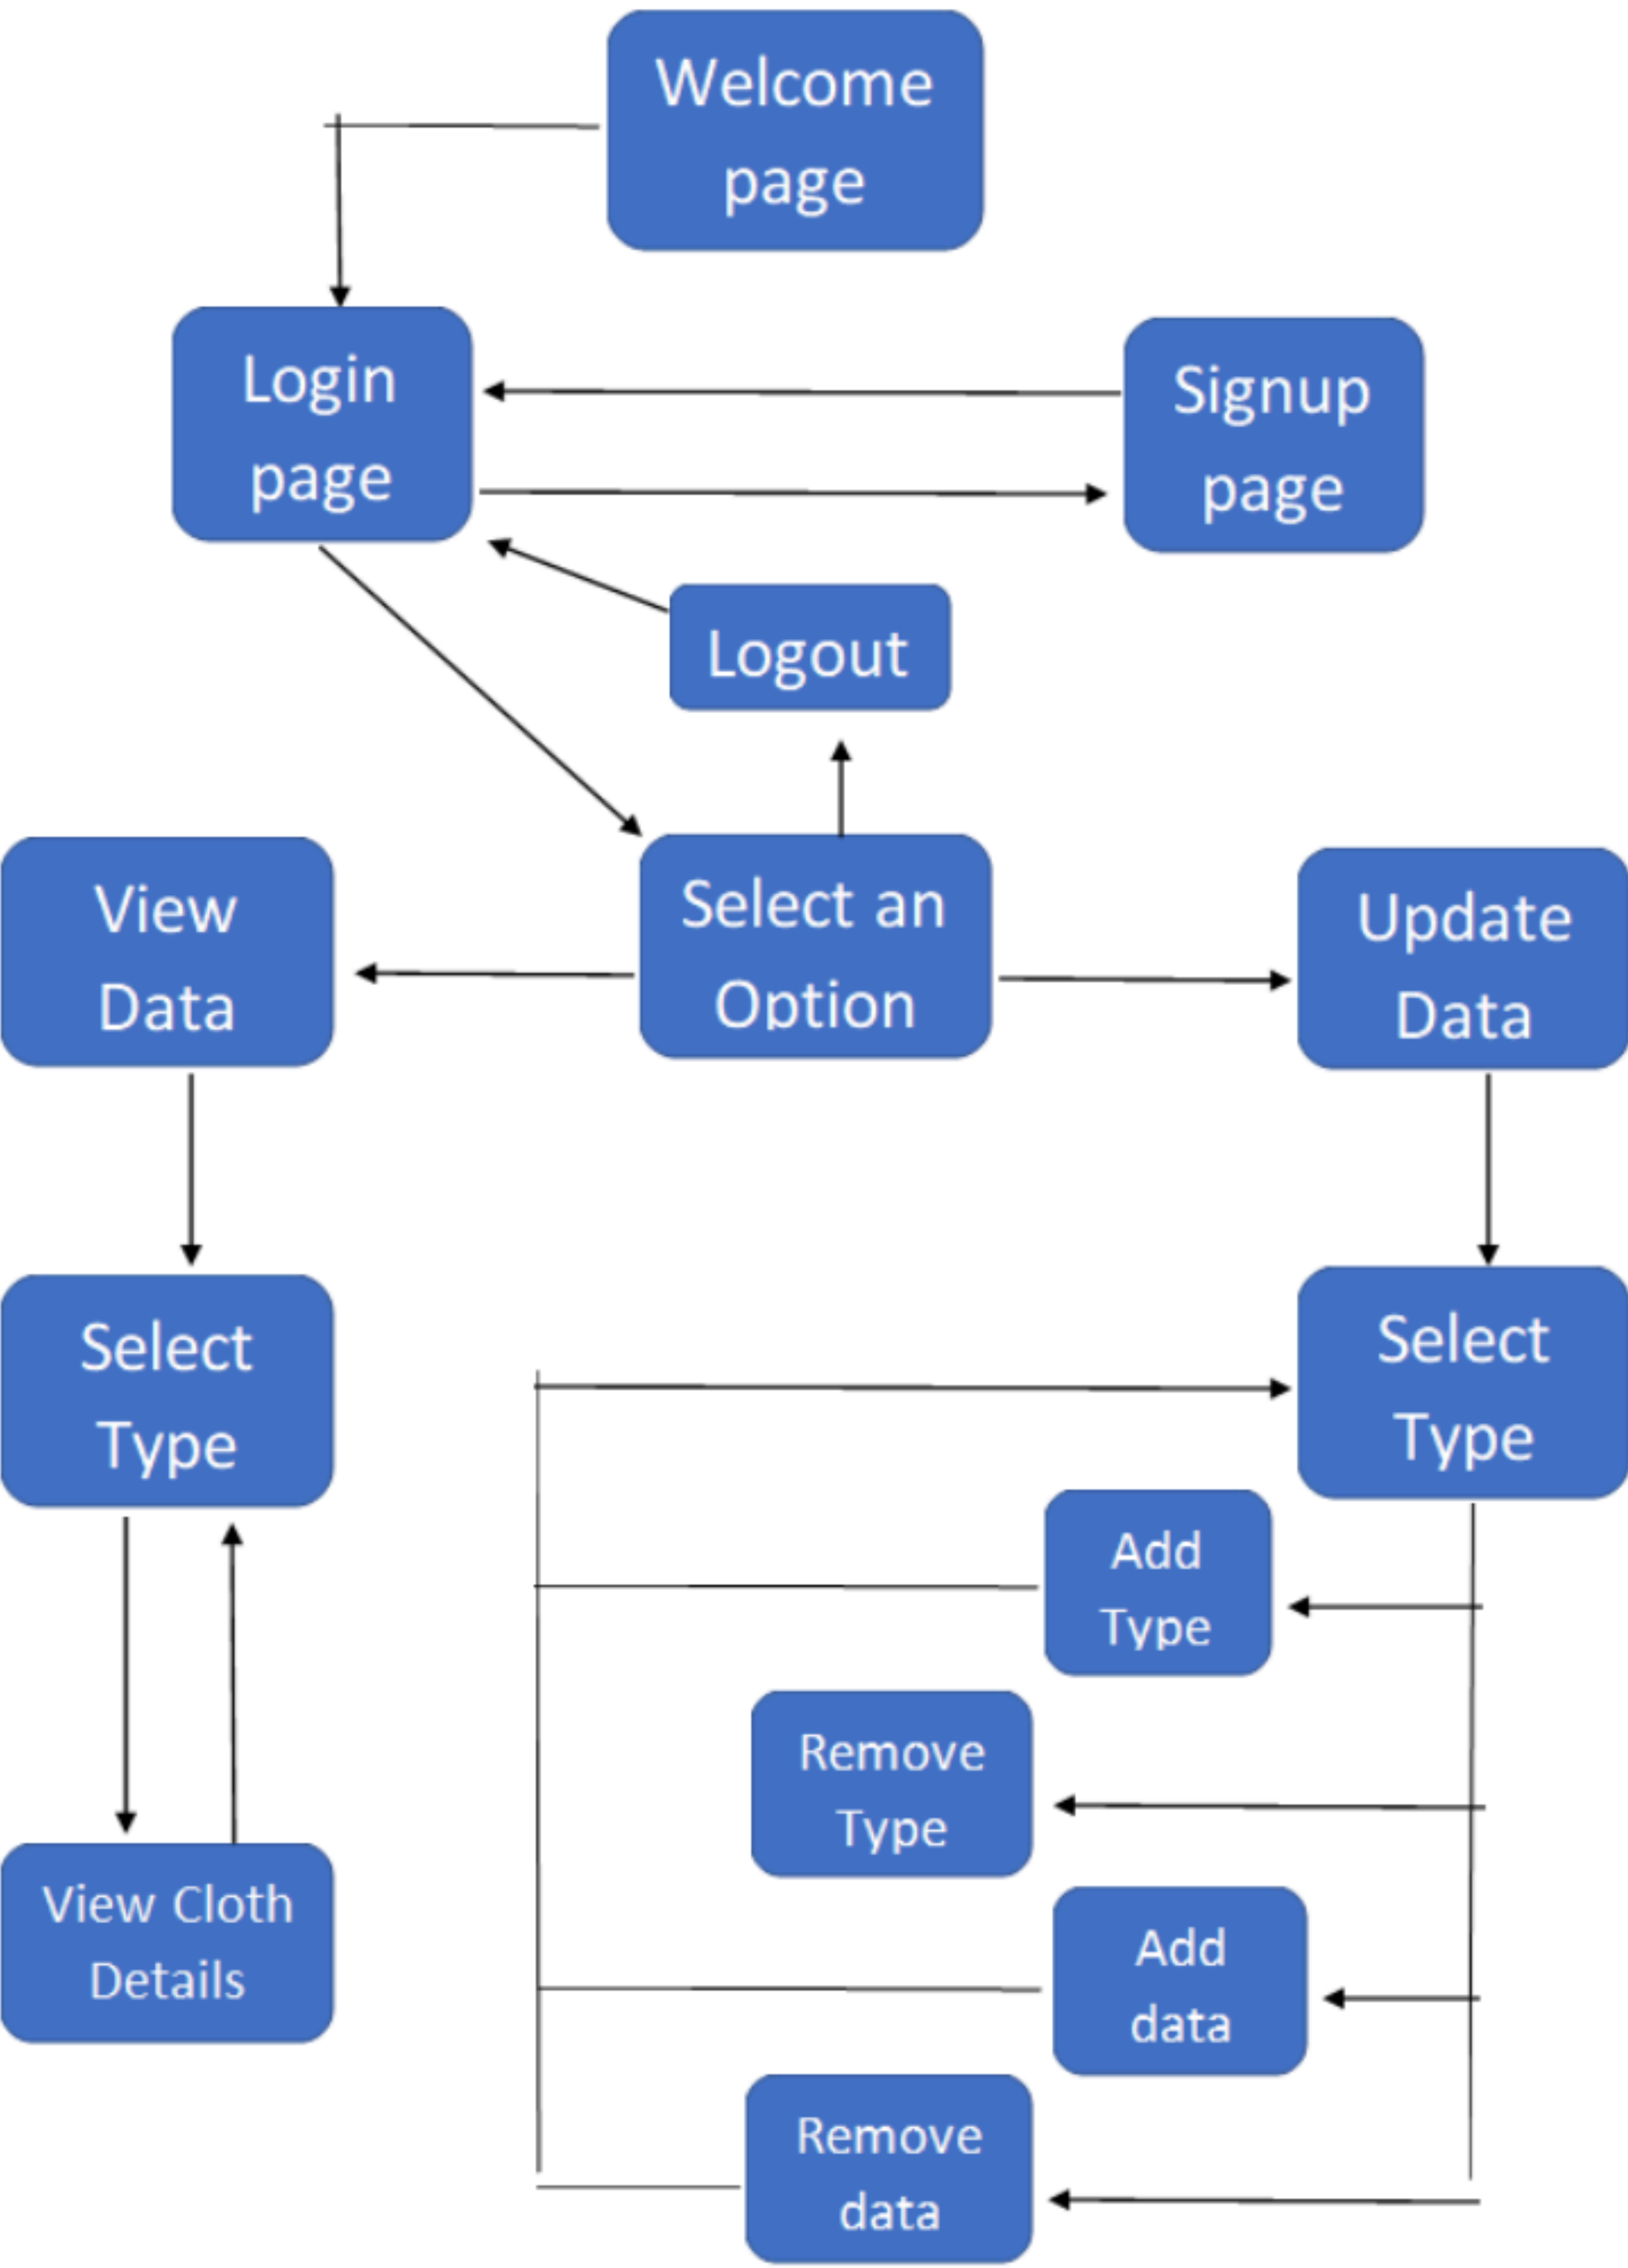 Welcome
page
Login
page
Signup
page
Logout
View
Data
Select an
Option
Update
Data
Select
Type
Select
Type
Add
Type
Remove
Type
View Cloth
Details
Add
data
Remove
data